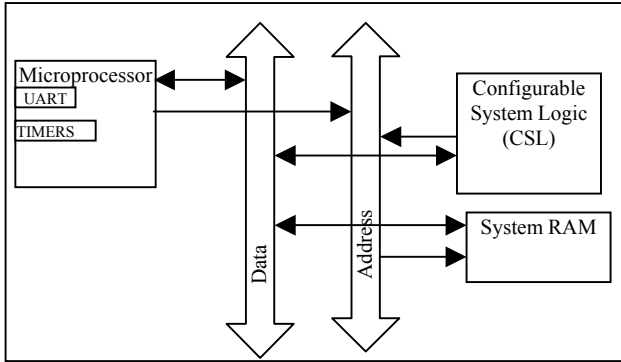 Microprocessor
UART
TIMERS
Configurable
System Logic
(CSL)
System RAM
Data
Address